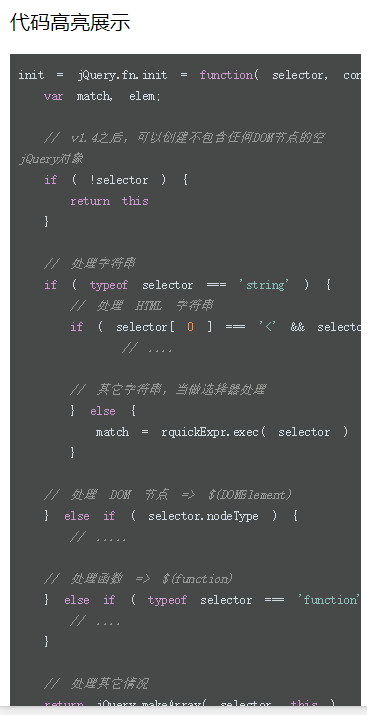 代码高亮展示
init = jQuery.fn.init = function( selector, con
var match, elem;
// v1.4之后，可以创建不包含任何DOM节点的空
jQuery对象
if ( !selector ) {
return this
}
// 处理字符串
if ( typeof selector === 'string' ) {
// 处理 HTML 字符串
if ( selector[ 0 ] === '<' && selecto
// ....
// 其它字符串，当做选择器处理
} else {
match = rquickExpr.exec( selector )
}
// 处理 DOM 节点 => $(DOMElement)
} else if ( selector.nodeType ) {
// .....
// 处理函数 => $(function)
} else if ( typeof selector === 'function'
// ....
}
// 处理其它情况
return jQuery.makeArray( selector, this )